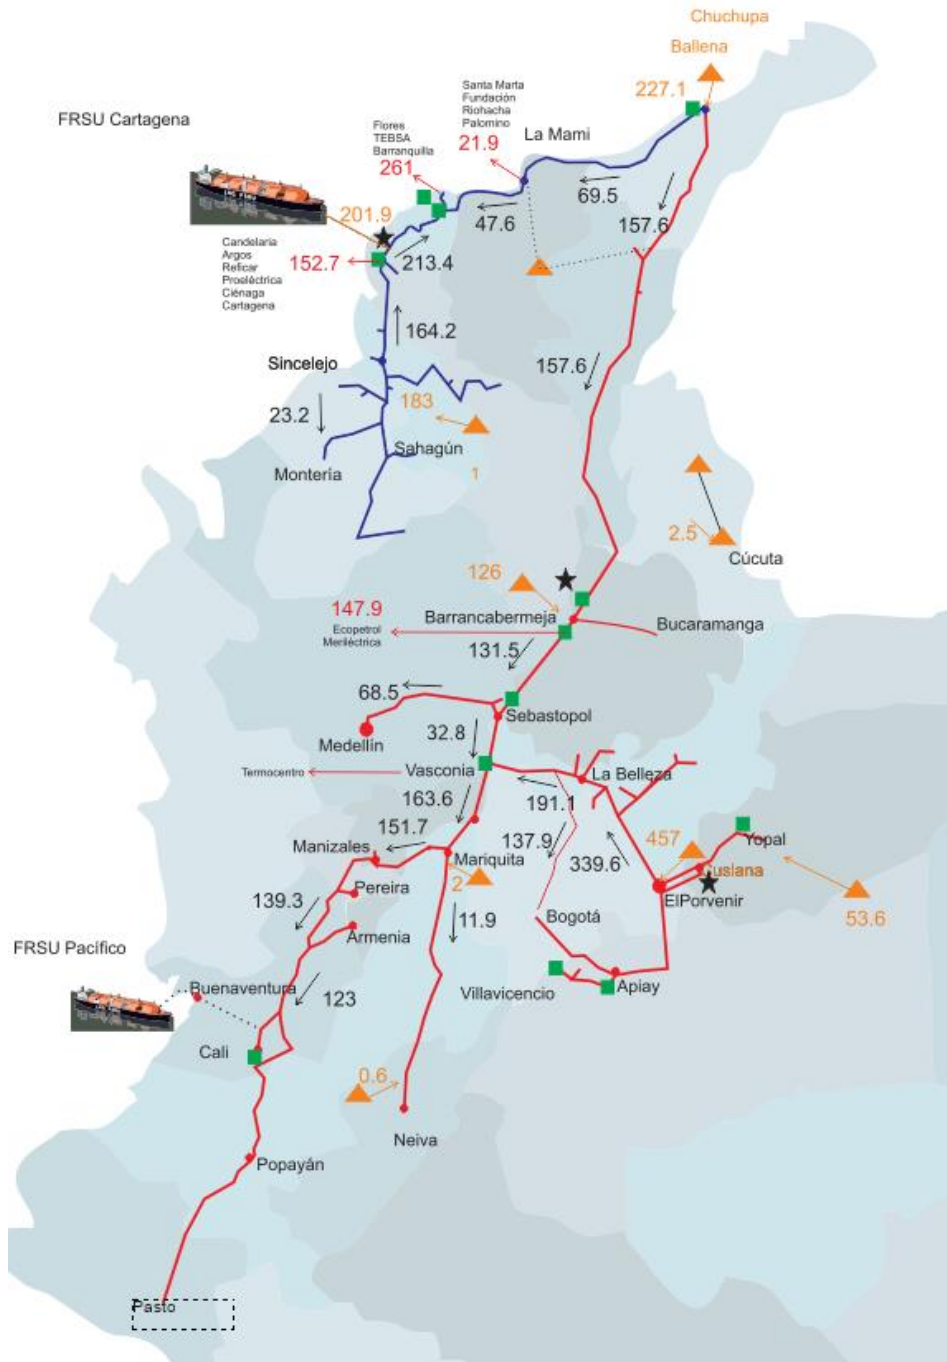 Chuchupa
Ballena
227.1
Santa Marta
Fundación
Riohacha
Palomino
21.9
La Mami
FRSU Cartagena
Flores
TEBSA
Barranquilla
261
69.5
47.6
157.6
201.9
Candelaria
Argos
Reficar
Proeléctrica
Ciénaga
Cartagena
152.7
213.4
164.2
Sincelejo
157.6
183
23.2
Sahagún
Montería
1
2.5
Cúcuta
126
147.9
Barrancabermeja
Bucaramanga
Ecopetrol
Meriléctrica
131.5
68.5
Sebastopol
32.8
Medellín
Termocentro
Vasconia
La Belleza
163.6
191.1
151.7
137.9
339.6
457
Yopal
Manizales
Mariquita
Cusiana
2
Pereira
ElPorvenir
139.3
11.9
Bogotá
53.6
Armenia
FRSU Pacífico
Buenaventura
123
Villavicencio
Apiay
Cali
0.6
Neiva
Popayán
Pasto